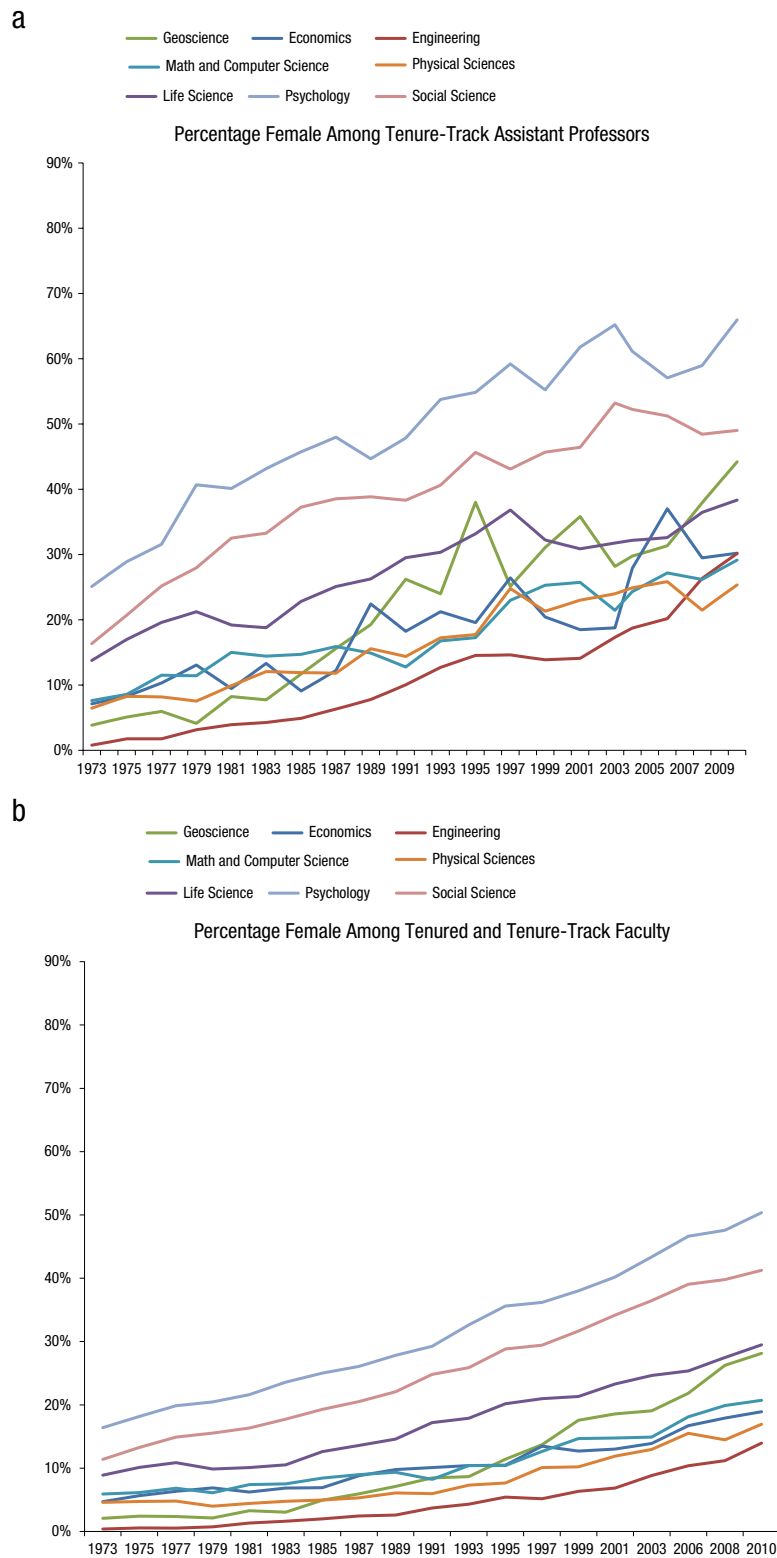 a
Geoscience Economics Engineering
Math and Computer Science Physical Sciences
Life Science Psychology Social Science
Percentage Female Among Tenure-Track Assistant Professors
90%
80%
70%
60%
50%
40%
30%
20%
10%
0%
1973 1975 1977 1979 1981 1983 1985 1987 1989 1991 1993 1995 1997 1999 2001 2003 2005 2007 2009
b
Geoscience Economics Engineering
Math and Computer Science Physical Sciences
Life Science Psychology Social Science
Percentage Female Among Tenured and Tenure-Track Faculty
90%
80%
70%
60%
50%
40%
30%
20%
10%
0%
1973 1975 1977 1979 1981 1983 1985 1987 1989 1991 1993 1995 1997 1999 2001 2003 2006 2008 2010